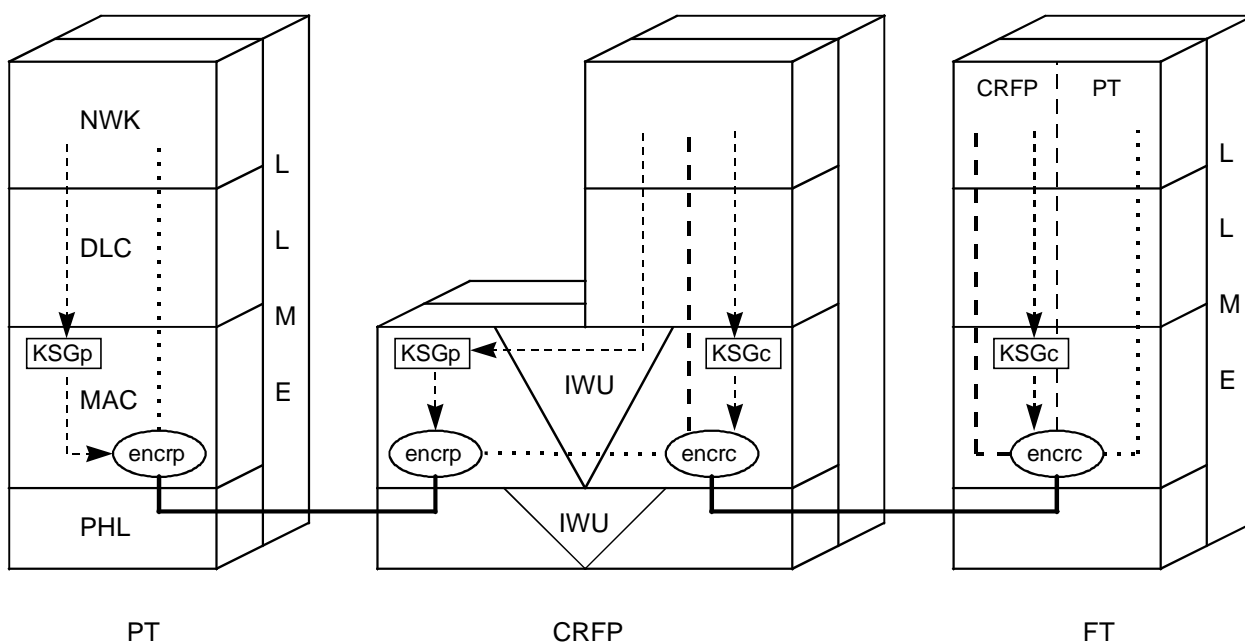 CRFP PT
NWK
L
L
DLC
L
L
M
M
KSGp
KSGp
KSGc
KSGc
IWU
MAC
E
E
encrp
encrp
encrc
encrc
PHL
IWU
PT
CRFP
FT